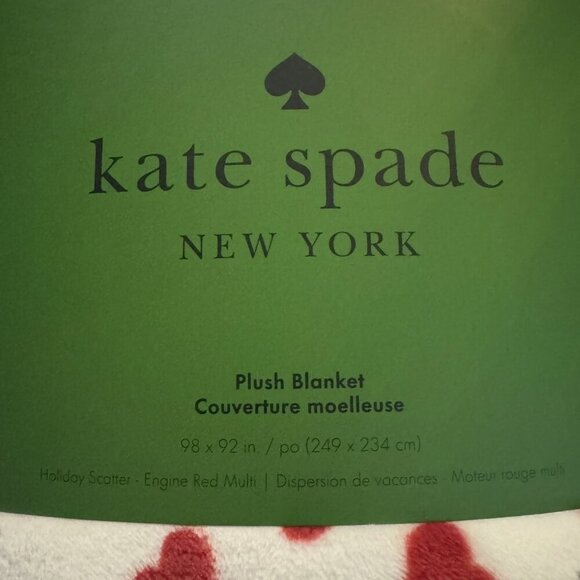 kate spade
NEW YORK
Plush Blanket
Couverture moelleuse
98 x 92 in. / po (249 x 234 cm)
Holiday Scatter - Engine Red Multi | Dispersion de vacances - Moteur rouge multi